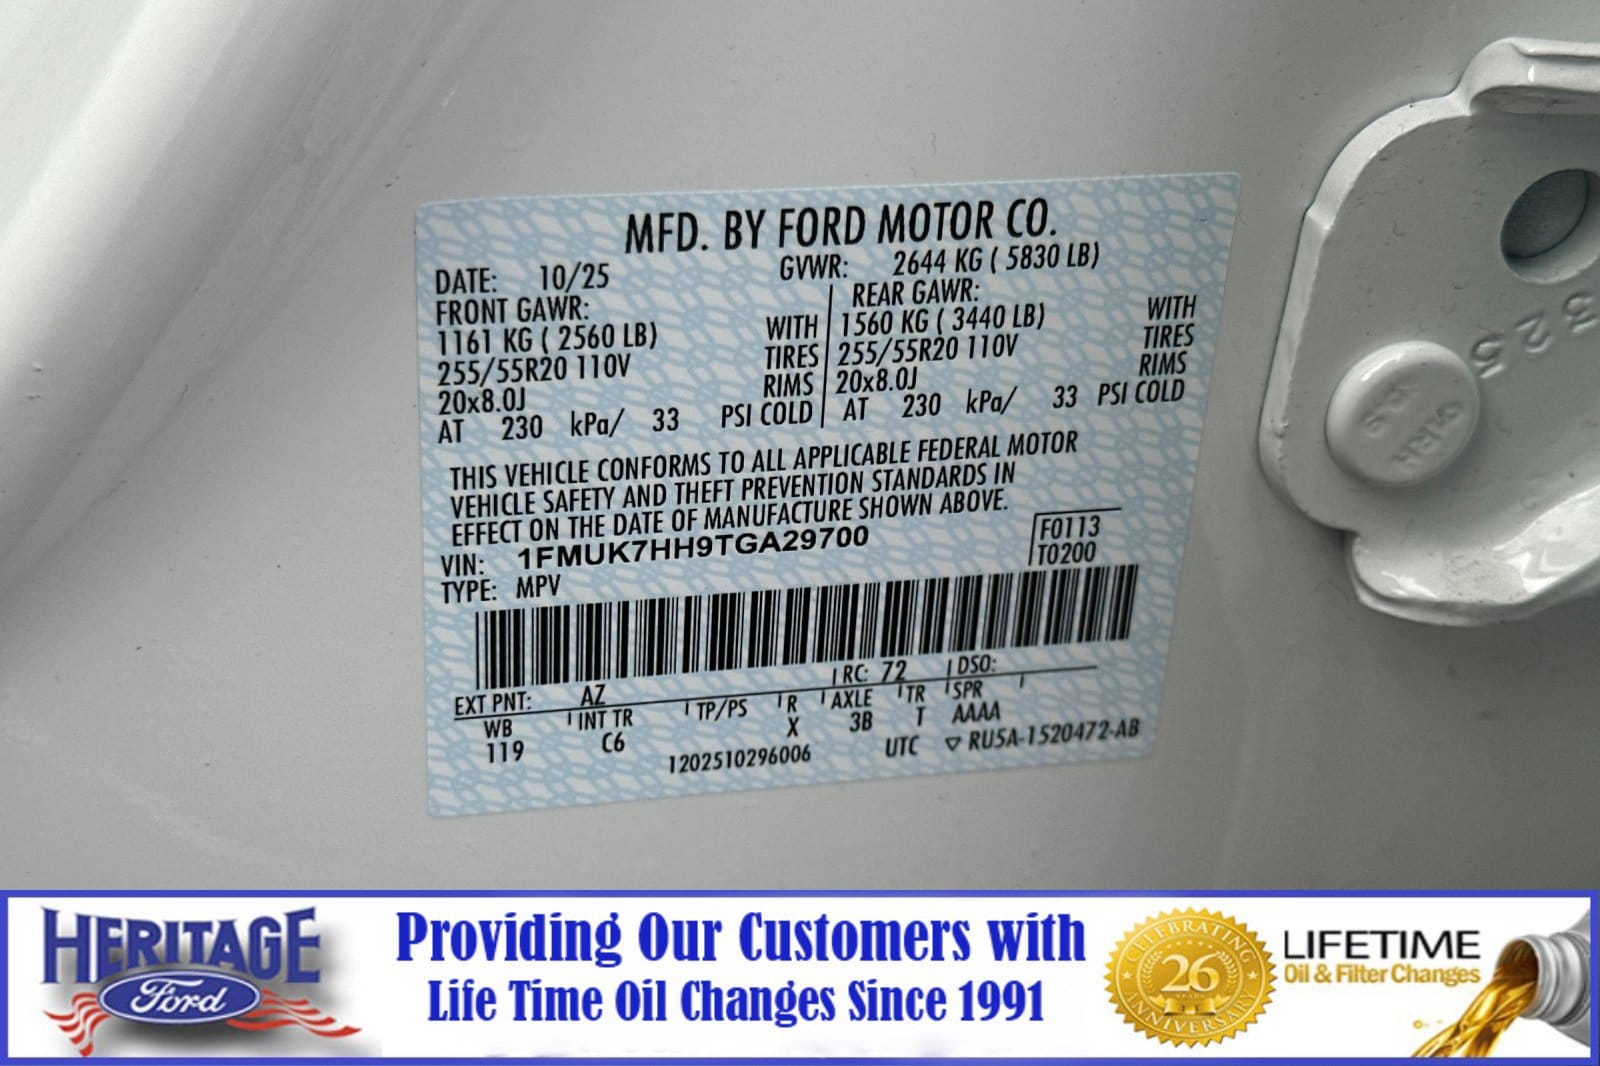 MFD. BY FORD MOTOR CO.
DATE: 10/25 GVWR: 2644 KG ( 5830 LB)
FRONT GAWR: REAR GAWR:
1161 KG ( 2560 LB) WITH 1560 KG ( 3440 LB) WITH
255/55R20 110V TIRES 255/55R20 110V TIRES
20x8.0J RIMS 20x8.0J RIMS
AT 230 kPa/ 33 PSI COLD AT 230 kPa/ 33 PSI COLD
THIS VEHICLE CONFORMS TO ALL APPLICABLE FEDERAL MOTOR
VEHICLE SAFETY AND THEFT PREVENTION STANDARDS IN
EFFECT ON THE DATE OF MANUFACTURE SHOWN ABOVE.
VIN: 1FMUK7HH9TGA29700 F0113
TYPE: MPV T0200
EXT PNT: AZ RC: 72 DSO:
WB INT TR TP/PS R AXLE TR SPR
119 C6 X 3B T AAAA
1202510296006 UTC ▽ RU5A-1520472-AB
325
HERITAGE
Ford
Providing Our Customers with
Life Time Oil Changes Since 1991
CELEBRATING
26
YEARS
ANNIVERSARY
LIFETIME
Oil & Filter Changes